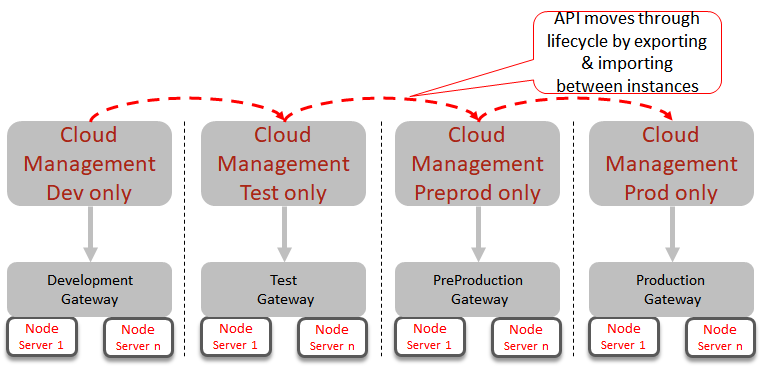 API moves through
lifecycle by exporting
& importing
between instances
Cloud
Management
Dev only
Cloud
Management
Test only
Cloud
Management
Preprod only
Cloud
Management
Prod only
Development
Gateway
Test
Gateway
PreProduction
Gateway
Production
Gateway
Node
Server 1
Node
Server n
Node
Server 1
Node
Server n
Node
Server 1
Node
Server n
Node
Server 1
Node
Server n